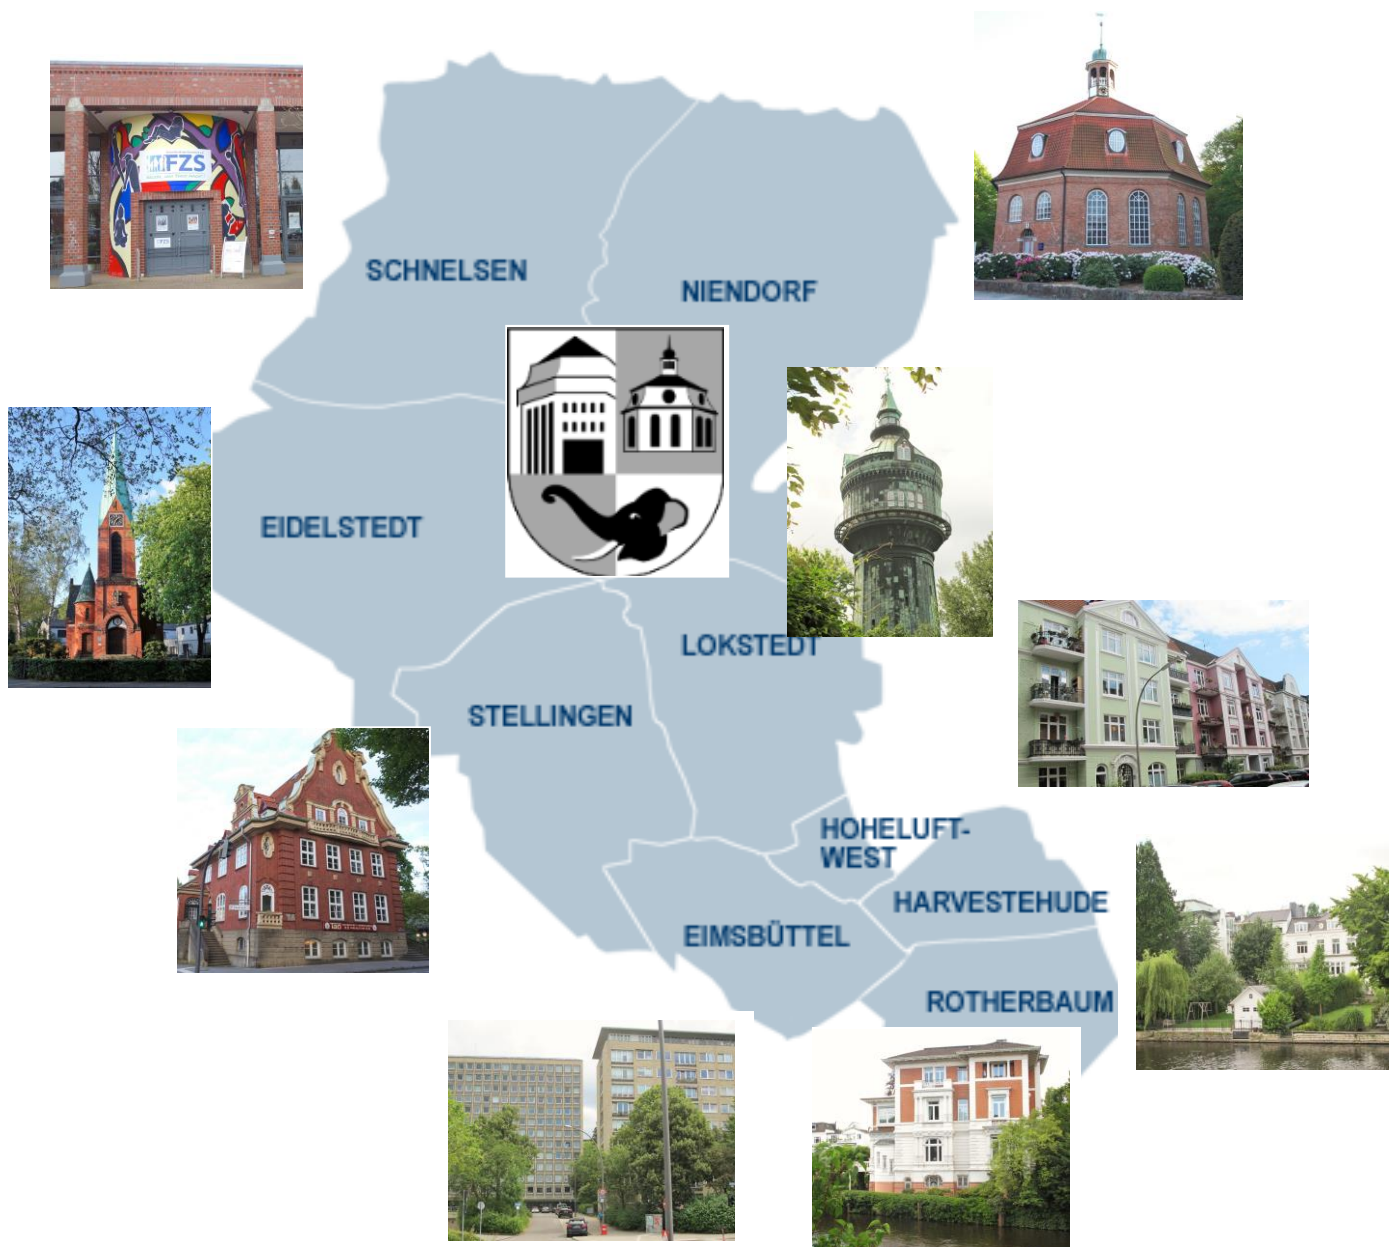 FZS
SCHNELSEN
NIENDORF
EIDELSTEDT
LOKSTEDT
STELLINGEN
HOHELUFT-
WEST
HARVESTEHUDE
EIMSBÜTTEL
ROTHERBAUM